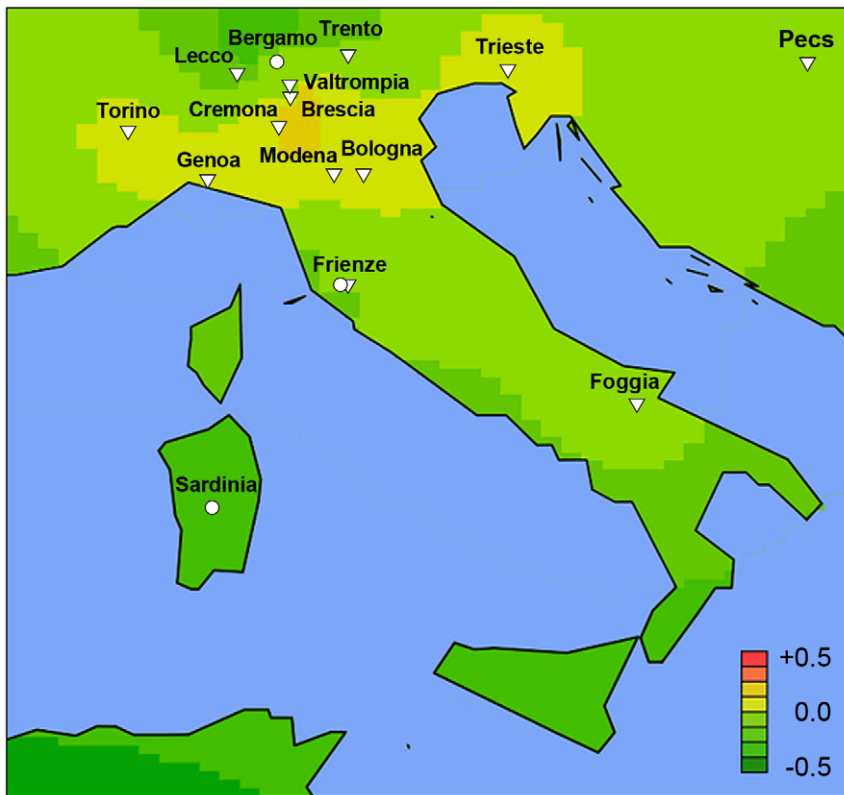 Trento
Bergamo
Trieste
Pecs
Lecco
Valtrompia
Torino
Cremona
Brescia
Genoa
Modena
Bologna
Frienze
Foggia
Sardinia
+0.5
0.0
-0.5